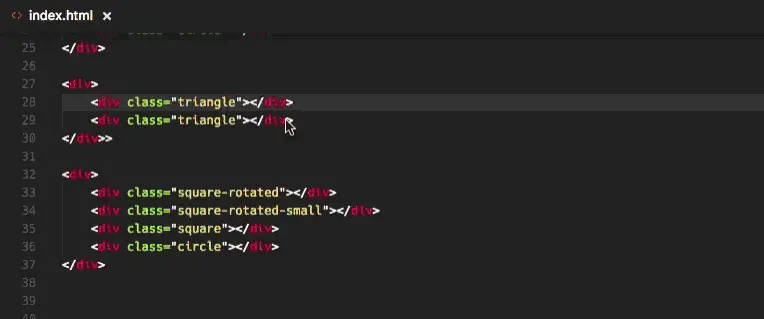 <> index.html ×
25 </div>
26
27 <div>
28 <div class="triangle"></div>
29 <div class="triangle"></div>
30 </div>>
31
32 <div>
33 <div class="square-rotated"></div>
34 <div class="square-rotated-small"></div>
35 <div class="square"></div>
36 <div class="circle"></div>
37 </div>
38
39